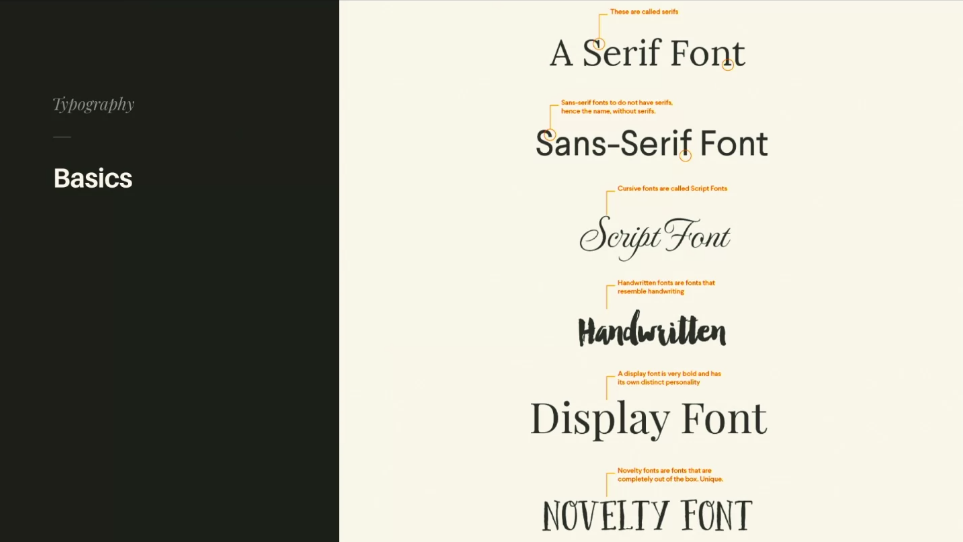 Typography
Basics
These are called serifs
A Serif Font
Sans-serif fonts to do not have serifs,
hence the same, without serifs.
Sans-Serif Font
Cursive fonts are called Script Fonts
Script Font
Handwritten fonts are fonts that
resemble handwriting
Handwritten
A display font is very bold and has
its own distinct personality
Display Font
Novelty fonts are fonts that are
completely out of the box. Unique.
NOVELTY FONT